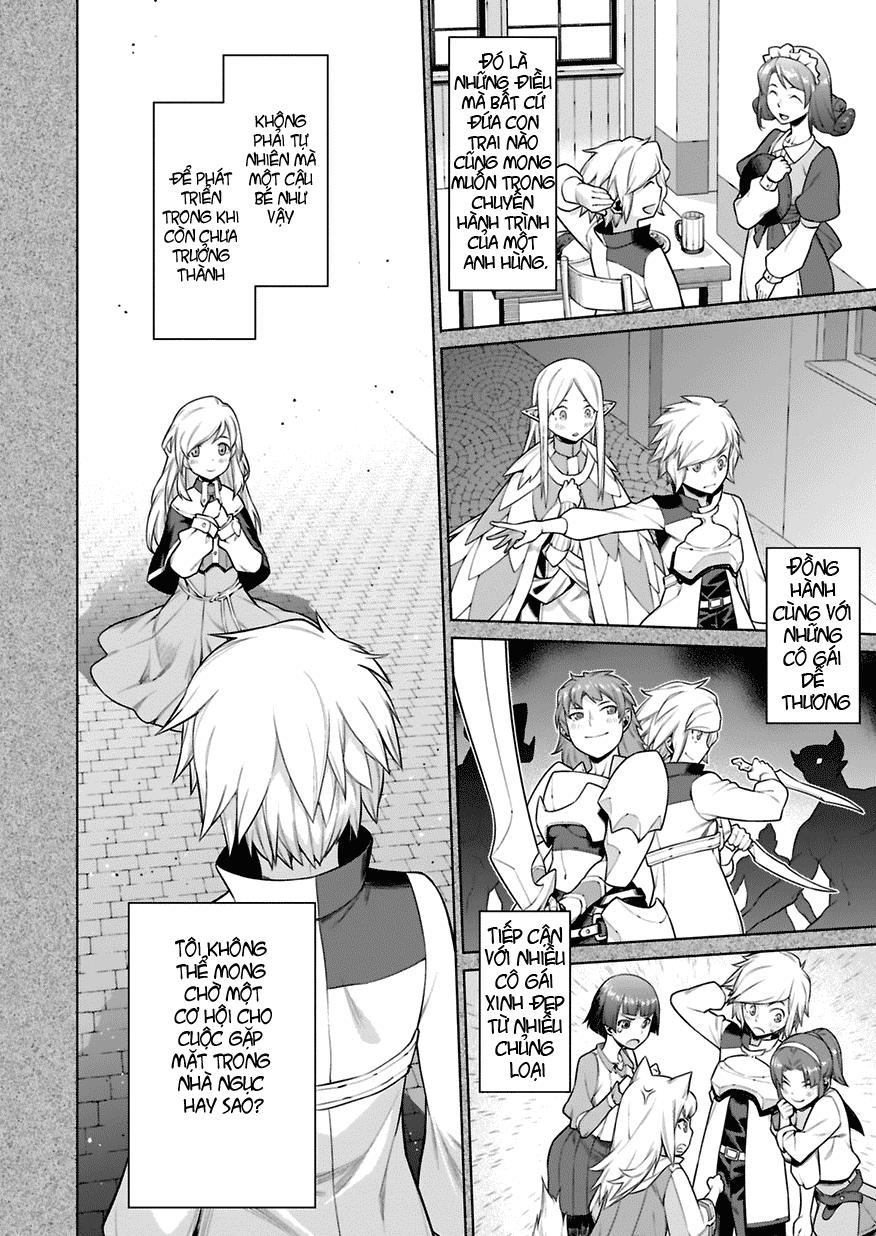 ĐÓ LÀ
NHỮNG ĐIỀU
MÀ BẤT CỨ
ĐỨA CON
TRAI NÀO
CŨNG MONG
MUỐN TRONG
CHUYẾN
HÀNH TRÌNH
CỦA MỘT
ANH HÙNG.
ĐỒNG
HÀNH
CÙNG VỚI
NHỮNG
CÔ GÁI
DỄ
THƯƠNG
TIẾP CẬN
VỚI NHIỀU
CÔ GÁI
XINH ĐẸP
TỪ NHIỀU
CHỦNG
LOẠI
KHÔNG
PHẢI TỰ
NHIÊN MÀ
MỘT CẬU
BÉ NHƯ
VẬY
ĐỂ PHÁT
TRIỂN
TRONG KHI
CÒN CHƯA
TRƯỞNG
THÀNH
TÔI KHÔNG
THỂ MONG
CHỜ MỘT
CƠ HỘI CHO
CUỘC GẶP
MẶT TRONG
NHÀ NGỤC
HAY SAO?